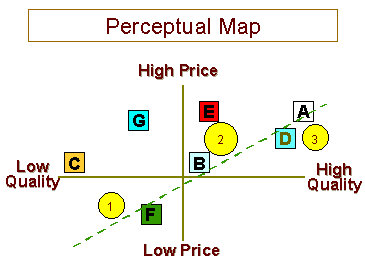 Perceptual Map
High Price
E
A
G
2
D
3
C
B
Low
Quality
High
Quality
1
F
Low Price